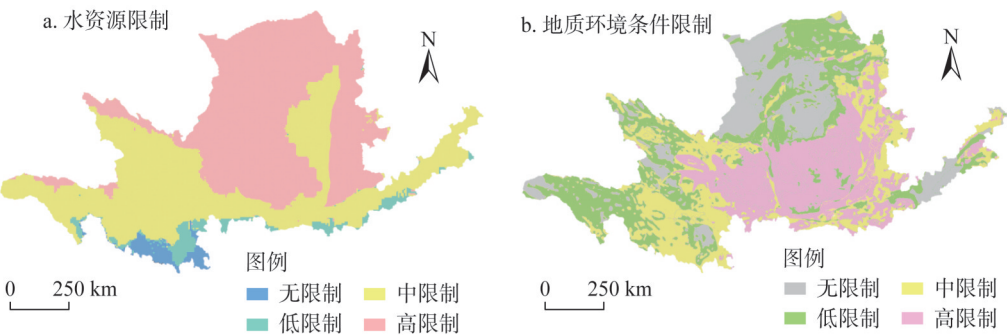 a. 水资源限制
N
图例
0 250 km
无限制
中限制
低限制
高限制
b. 地质环境条件限制
N
图例
0 250 km
无限制
中限制
低限制
高限制